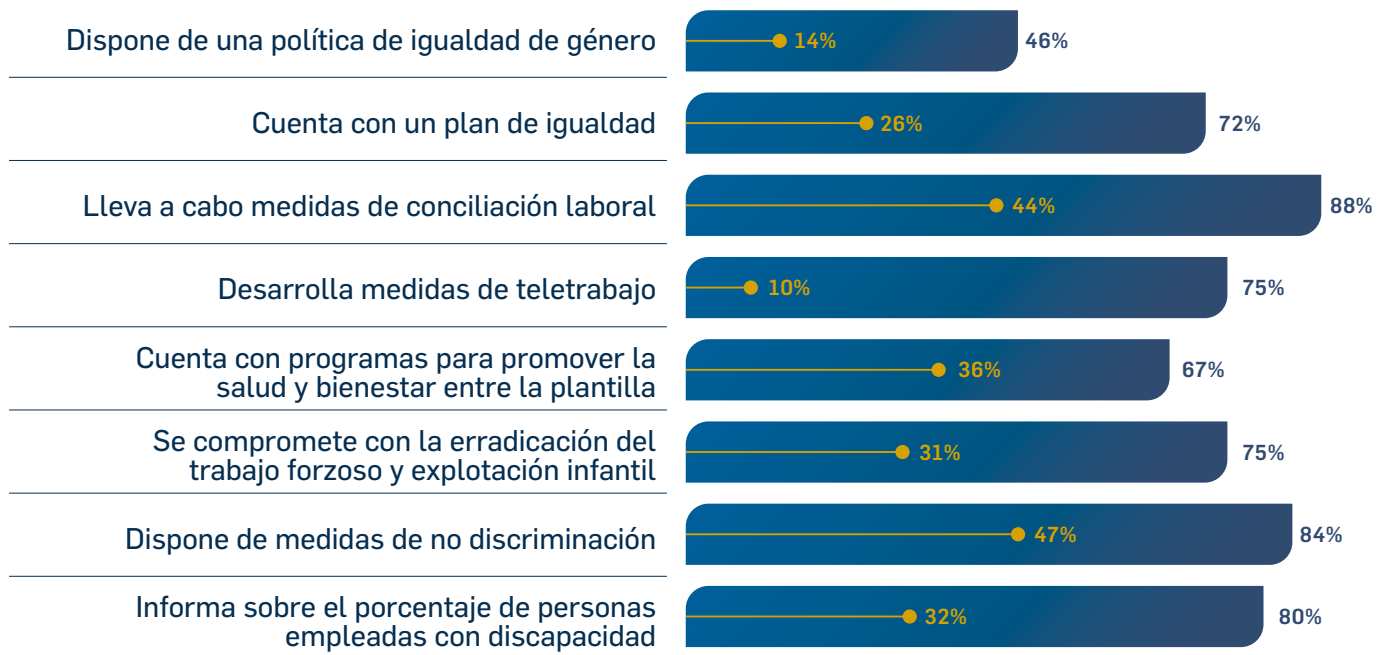 Dispone de una política de igualdad de género
14%
46%
Cuenta con un plan de igualdad
26%
72%
Lleva a cabo medidas de conciliación laboral
44%
88%
Desarrolla medidas de teletrabajo
10%
75%
Cuenta con programas para promover la
salud y bienestar entre la plantilla
36%
67%
Se compromete con la erradicación del
trabajo forzoso y explotación infantil
31%
75%
Dispone de medidas de no discriminación
47%
84%
Informa sobre el porcentaje de personas
empleadas con discapacidad
32%
80%